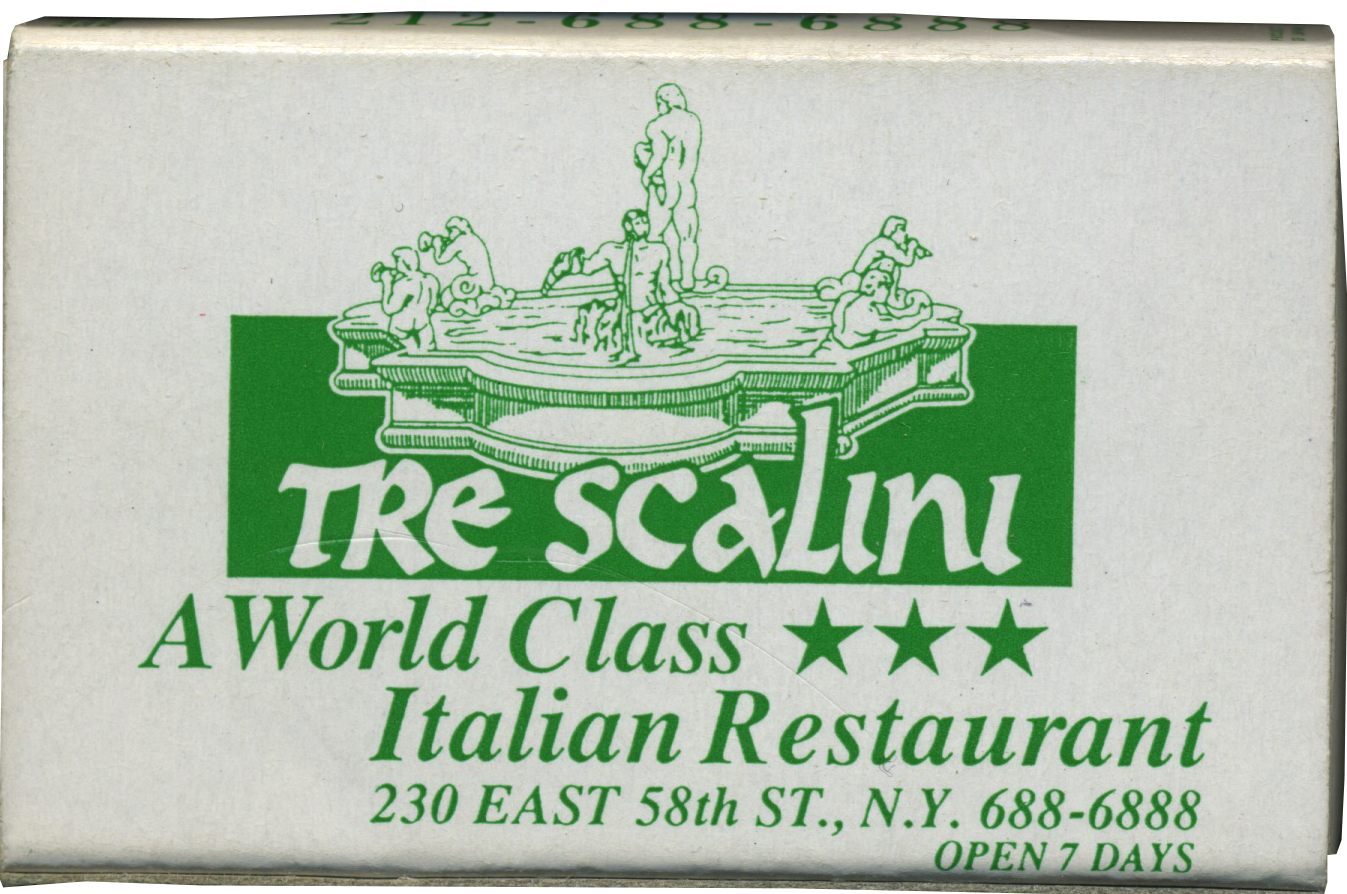 212-688-6888
TRE SCALINI
A World Class ★★★
Italian Restaurant
230 EAST 58th ST., N.Y. 688-6888
OPEN 7 DAYS